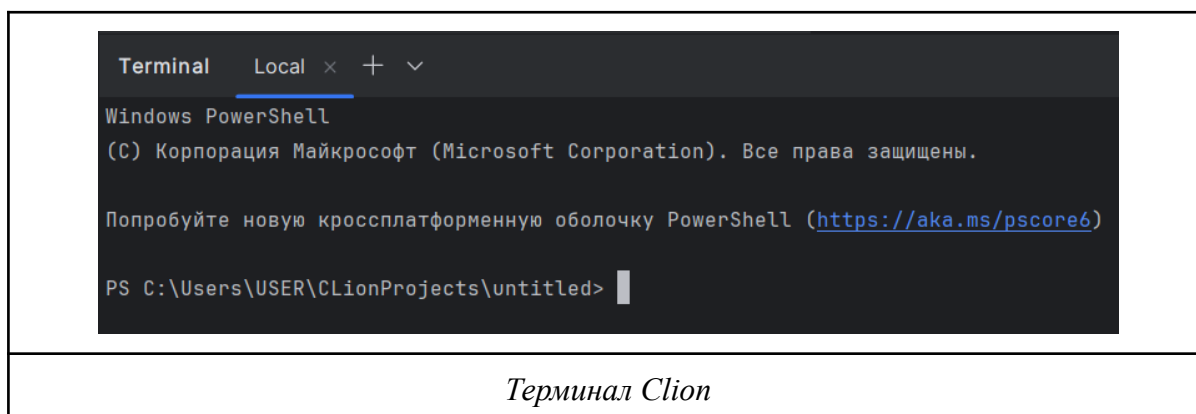 Terminal Local × + ⌄
Windows PowerShell
(C) Корпорация Майкрософт (Microsoft Corporation). Все права защищены.
Попробуйте новую кроссплатформенную оболочку PowerShell (https://aka.ms/pscore6)
PS C:\Users\USER\CLionProjects\untitled>
Терминал Clion